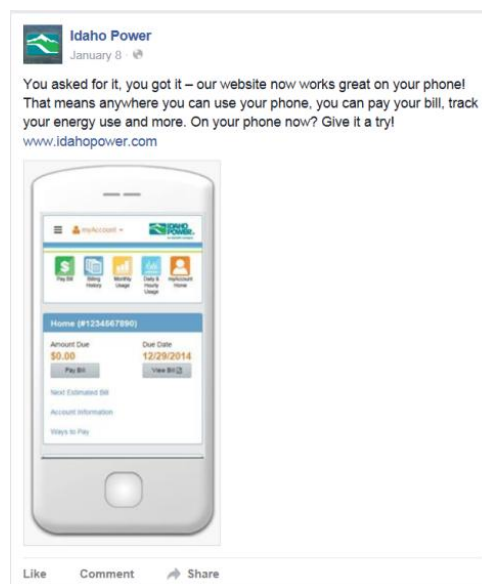 Idaho Power
January 8
You asked for it, you got it – our website now works great on your phone!
That means anywhere you can use your phone, you can pay your bill, track
your energy use and more. On your phone now? Give it a try!
www.idahopower.com
myAccount
IDAHO
POWER
Pay Bill
Billing
History
Monthly
Usage
Daily &
Hourly
Usage
myAccount
Home
Home (#1234567890)
Amount Due Due Date
$0.00 12/29/2014
Pay Bill View Bill
Next Estimated Bill
Account Information
Ways to Pay
Like Comment Share